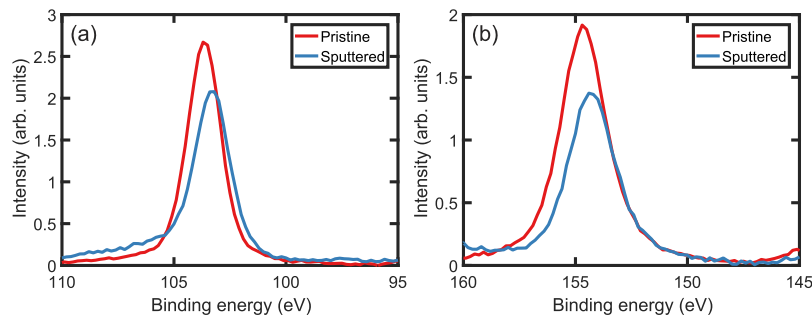 (a)
Pristine
Sputtered
Intensity (arb. units)
3
2.5
2
1.5
1
0.5
0
110
105
100
95
Binding energy (eV)
(b)
Pristine
Sputtered
Intensity (arb. units)
2
1.5
1
0.5
0
160
155
150
145
Binding energy (eV)